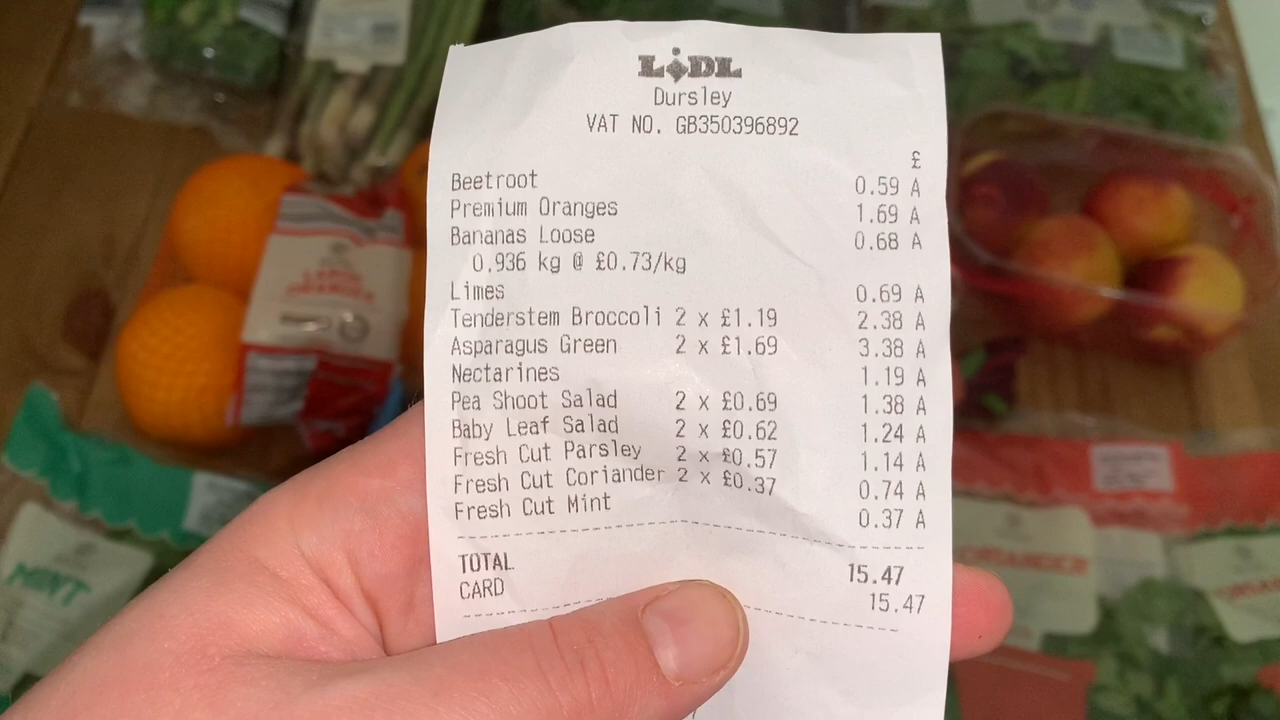 LiDL
Dursley
VAT NO. GB350396892
£
Beetroot 0.59 A
Premium Oranges 1.69 A
Bananas Loose 0.68 A
0.936 kg @ £0.73/kg
Limes 0.69 A
Tenderstem Broccoli 2 x £1.19 2.38 A
Asparagus Green 2 x £1.69 3.38 A
Nectarines 1.19 A
Pea Shoot Salad 2 x £0.69 1.38 A
Baby Leaf Salad 2 x £0.62 1.24 A
Fresh Cut Parsley 2 x £0.57 1.14 A
Fresh Cut Coriander 2 x £0.37 0.74 A
Fresh Cut Mint 0.37 A
TOTAL 15.47
CARD 15.47
MINT